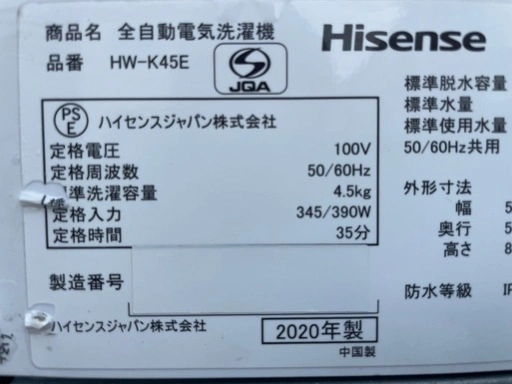 商品名 全自動電気洗濯機
Hisense
品番 HW-K45E
JQA
PS
E
ハイセンスジャパン株式会社
定格電圧 100V
定格周波数 50/60Hz
準洗濯容量 4.5kg
定格入力 345/390W
定格時間 35分
製造番号
ハイセンスジャパン株式会社
2020年製
中国製
標準脱水容量
標準水量
標準使用水量
50/60Hz共用
外形寸法
幅 5
奥行 5
高さ 8
防水等級 IP